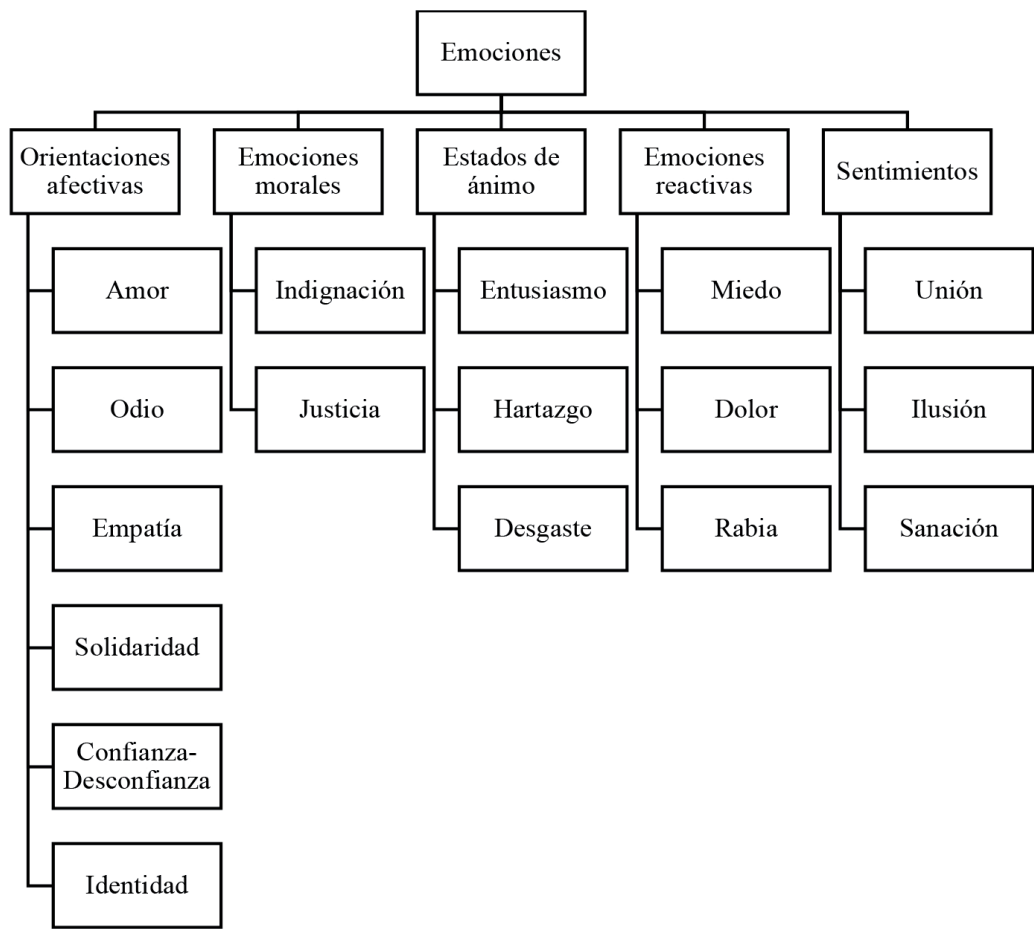 Emociones
Orientaciones
afectivas
Emociones
morales
Estados de
ánimo
Emociones
reactivas
Sentimientos
Amor
Indignación
Entusiasmo
Miedo
Unión
Odio
Justicia
Hartazgo
Dolor
Ilusión
Empatía
Desgaste
Rabia
Sanación
Solidaridad
Confianza-
Desconfianza
Identidad